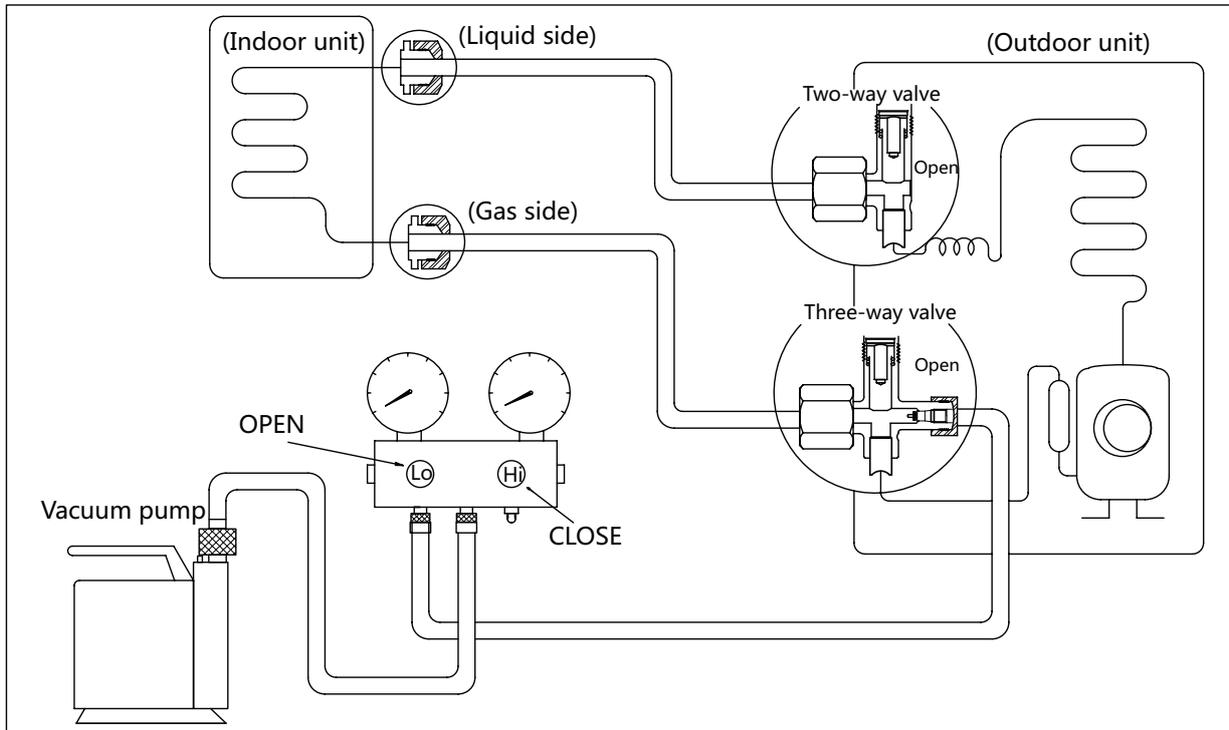 (Indoor unit)
(Liquid side)
(Outdoor unit)
Two-way valve
Open
(Gas side)
Three-way valve
Open
OPEN
Lo
Hi
CLOSE
Vacuum pump